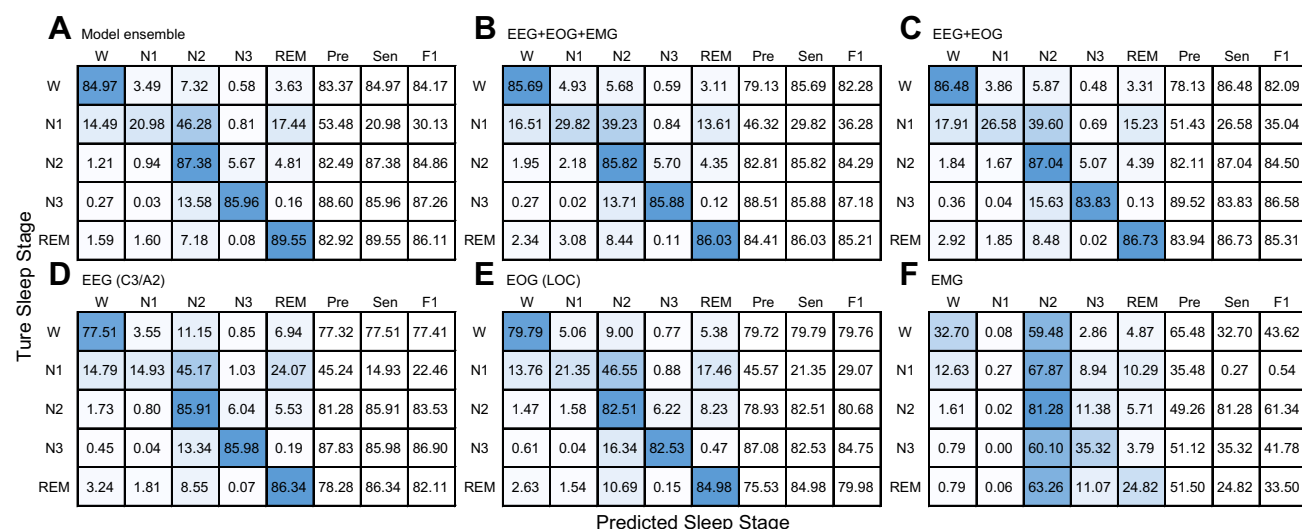 A Model ensemble
W N1 N2 N3 REM Pre Sen F1
W 84.97 3.49 7.32 0.58 3.63 83.37 84.97 84.17
N1 14.49 20.98 46.28 0.81 17.44 53.48 20.98 30.13
N2 1.21 0.94 87.38 5.67 4.81 82.49 87.38 84.86
N3 0.27 0.03 13.58 85.96 0.16 88.60 85.96 87.26
REM 1.59 1.60 7.18 0.08 89.55 82.92 89.55 86.11
B EEG+EOG+EMG
W N1 N2 N3 REM Pre Sen F1
W 85.69 4.93 5.68 0.59 3.11 79.13 85.69 82.28
N1 16.51 29.82 39.23 0.84 13.61 46.32 29.82 36.28
N2 1.95 2.18 85.82 5.70 4.35 82.81 85.82 84.29
N3 0.27 0.02 13.71 85.88 0.12 88.51 85.88 87.18
REM 2.34 3.08 8.44 0.11 86.03 84.41 86.03 85.21
C EEG+EOG
W N1 N2 N3 REM Pre Sen F1
W 86.48 3.86 5.87 0.48 3.31 78.13 86.48 82.09
N1 17.91 26.58 39.60 0.69 15.23 51.43 26.58 35.04
N2 1.84 1.67 87.04 5.07 4.39 82.11 87.04 84.50
N3 0.36 0.04 15.63 83.83 0.13 89.52 83.83 86.58
REM 2.92 1.85 8.48 0.02 86.73 83.94 86.73 85.31
Ture Sleep Stage
D EEG (C3/A2)
W N1 N2 N3 REM Pre Sen F1
W 77.51 3.55 11.15 0.85 6.94 77.32 77.51 77.41
N1 14.79 14.93 45.17 1.03 24.07 45.24 14.93 22.46
N2 1.73 0.80 85.91 6.04 5.53 81.28 85.91 83.53
N3 0.45 0.04 13.34 85.98 0.19 87.83 85.98 86.90
REM 3.24 1.81 8.55 0.07 86.34 78.28 86.34 82.11
E EOG (LOC)
W N1 N2 N3 REM Pre Sen F1
W 79.79 5.06 9.00 0.77 5.38 79.72 79.79 79.76
N1 13.76 21.35 46.55 0.88 17.46 45.57 21.35 29.07
N2 1.47 1.58 82.51 6.22 8.23 78.93 82.51 80.68
N3 0.61 0.04 16.34 82.53 0.47 87.08 82.53 84.75
REM 2.63 1.54 10.69 0.15 84.98 75.53 84.98 79.98
F EMG
W N1 N2 N3 REM Pre Sen F1
W 32.70 0.08 59.48 2.86 4.87 65.48 32.70 43.62
N1 12.63 0.27 67.87 8.94 10.29 35.48 0.27 0.54
N2 1.61 0.02 81.28 11.38 5.71 49.26 81.28 61.34
N3 0.79 0.00 60.10 35.32 3.79 51.12 35.32 41.78
REM 0.79 0.06 63.26 11.07 24.82 51.50 24.82 33.50
Predicted Sleep Stage